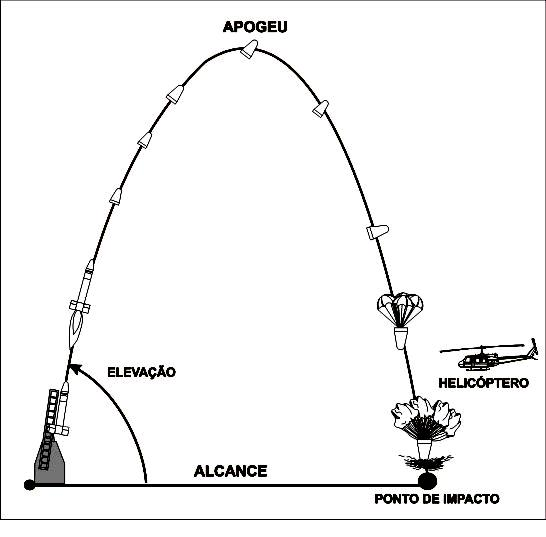 APOGEU
ELEVAÇÃO
HELICÓPTERO
ALCANCE
PONTO DE IMPACTO